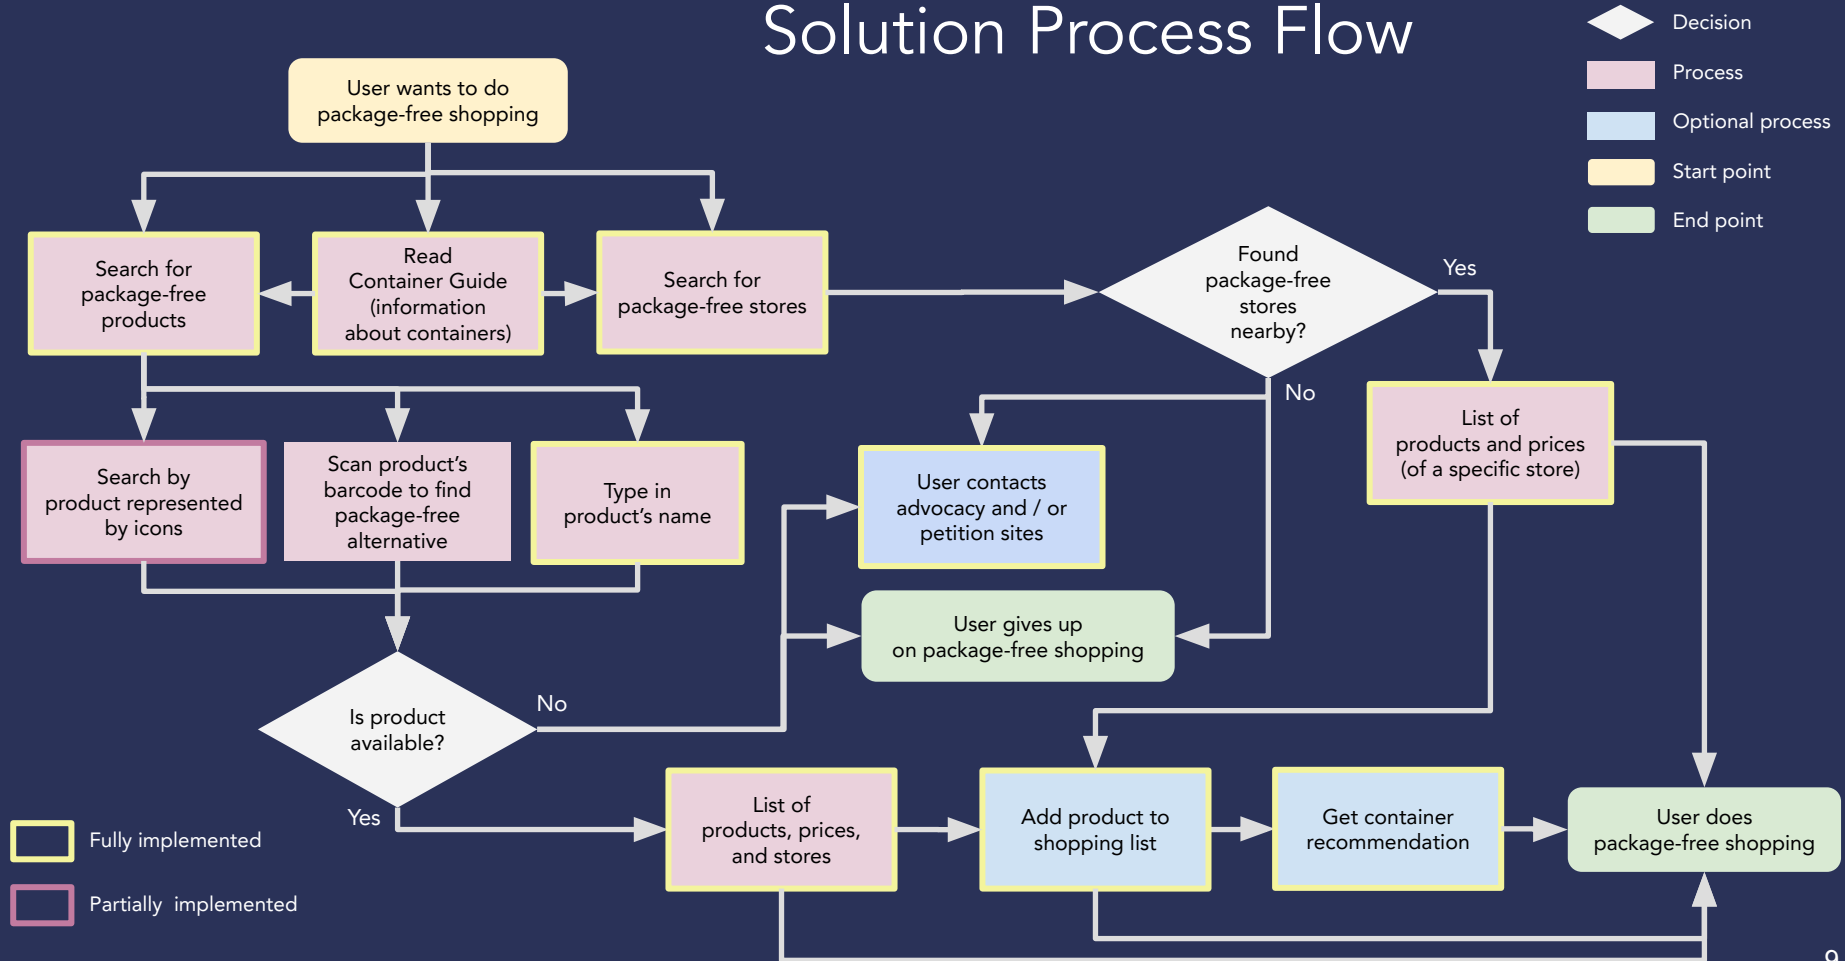 Solution Process Flow
Decision
Process
Optional process
Start point
End point
User wants to do
package-free shopping
Search for
package-free
products
Read
Container Guide
(information
about containers)
Search for
package-free stores
Found
package-free
stores
nearby?
Yes
No
List of
products and prices
(of a specific store)
Search by
product represented
by icons
Scan product's
barcode to find
package-free
alternative
Type in
product's name
User contacts
advocacy and / or
petition sites
User gives up
on package-free shopping
Is product
available?
No
Yes
List of
products, prices,
and stores
Add product to
shopping list
Get container
recommendation
User does
package-free shopping
Fully implemented
Partially implemented